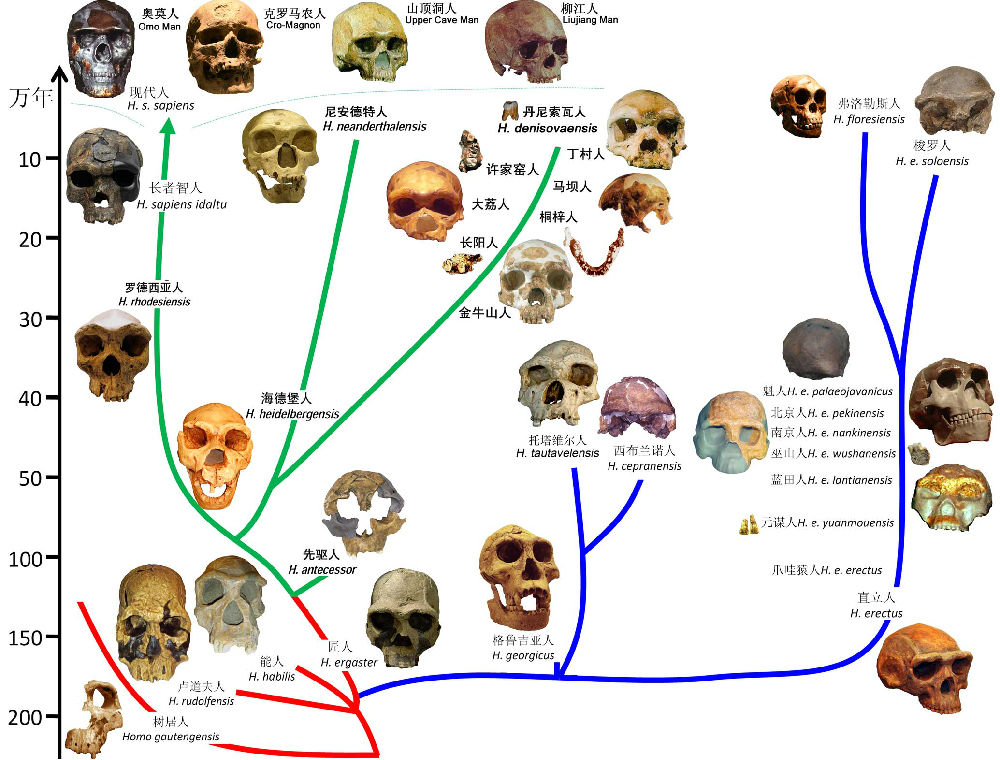 奥莫人
Omo Man
克罗马农人
Cro-Magnon
山顶洞人
Upper Cave Man
柳江人
Liujiang Man
万年
现代人
H. s. sapiens
尼安德特人
H. neanderthalensis
丹尼索瓦人
H. denisovaensis
弗洛勒斯人
H. floresiensis
梭罗人
H. e. soloensis
10
丁村人
许家窑人
长者智人
H. sapiens idaltu
马坝人
大荔人
桐梓人
20
长阳人
罗德西亚人
H. rhodesiensis
金牛山人
30
海德堡人
H. heidelbergensis
40
魁人H. e. palaeojavanicus
北京人H. e. pekinensis
南京人H. e. nankinensis
托塔维尔人
H. tautavelensis
西布兰诺人
H. cepranensis
巫山人H. e. wushanensis
50
蓝田人H. e. lantianensis
元谋人H. e. yuanmouensis
100
先驱人
H. antecessor
爪哇猿人H. e. erectus
直立人
H. erectus
150
格鲁吉亚人
H. georgicus
匠人
H. ergaster
能人
H. habilis
卢道夫人
H. rudolfensis
200
树居人
Homo gautengensis